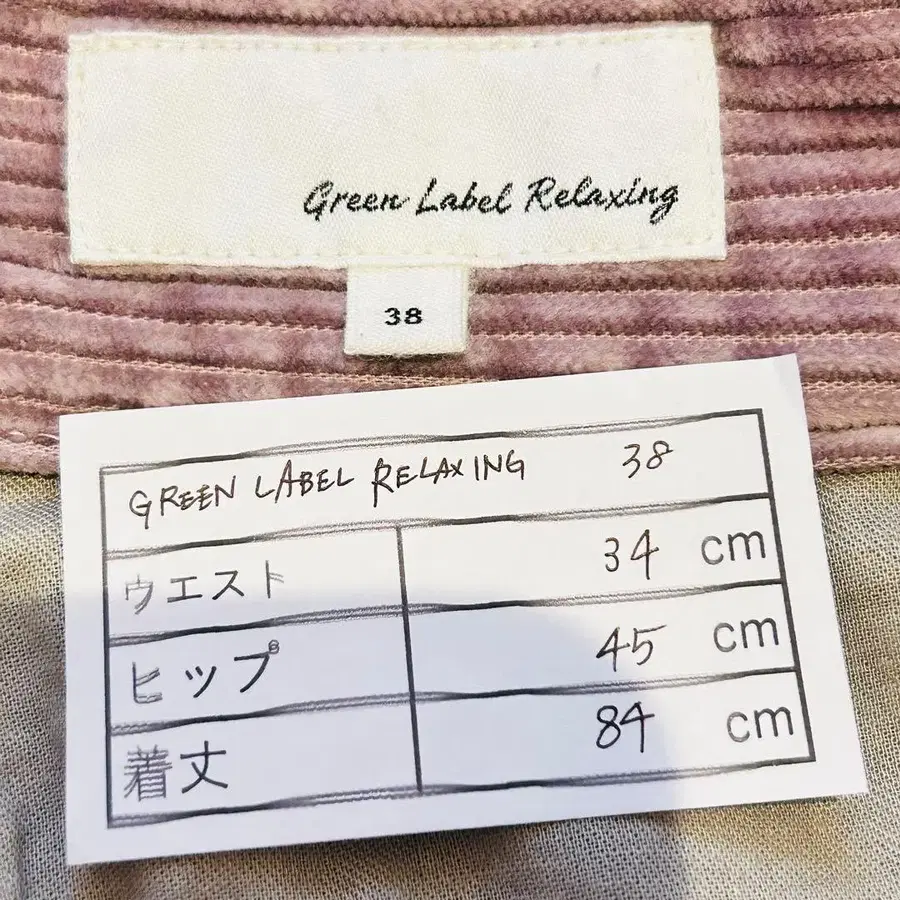 Green Label Relaxing
38
GREEN LABEL RELAXING 38
ウエスト 34 cm
ヒップ 45 cm
着丈 84 cm